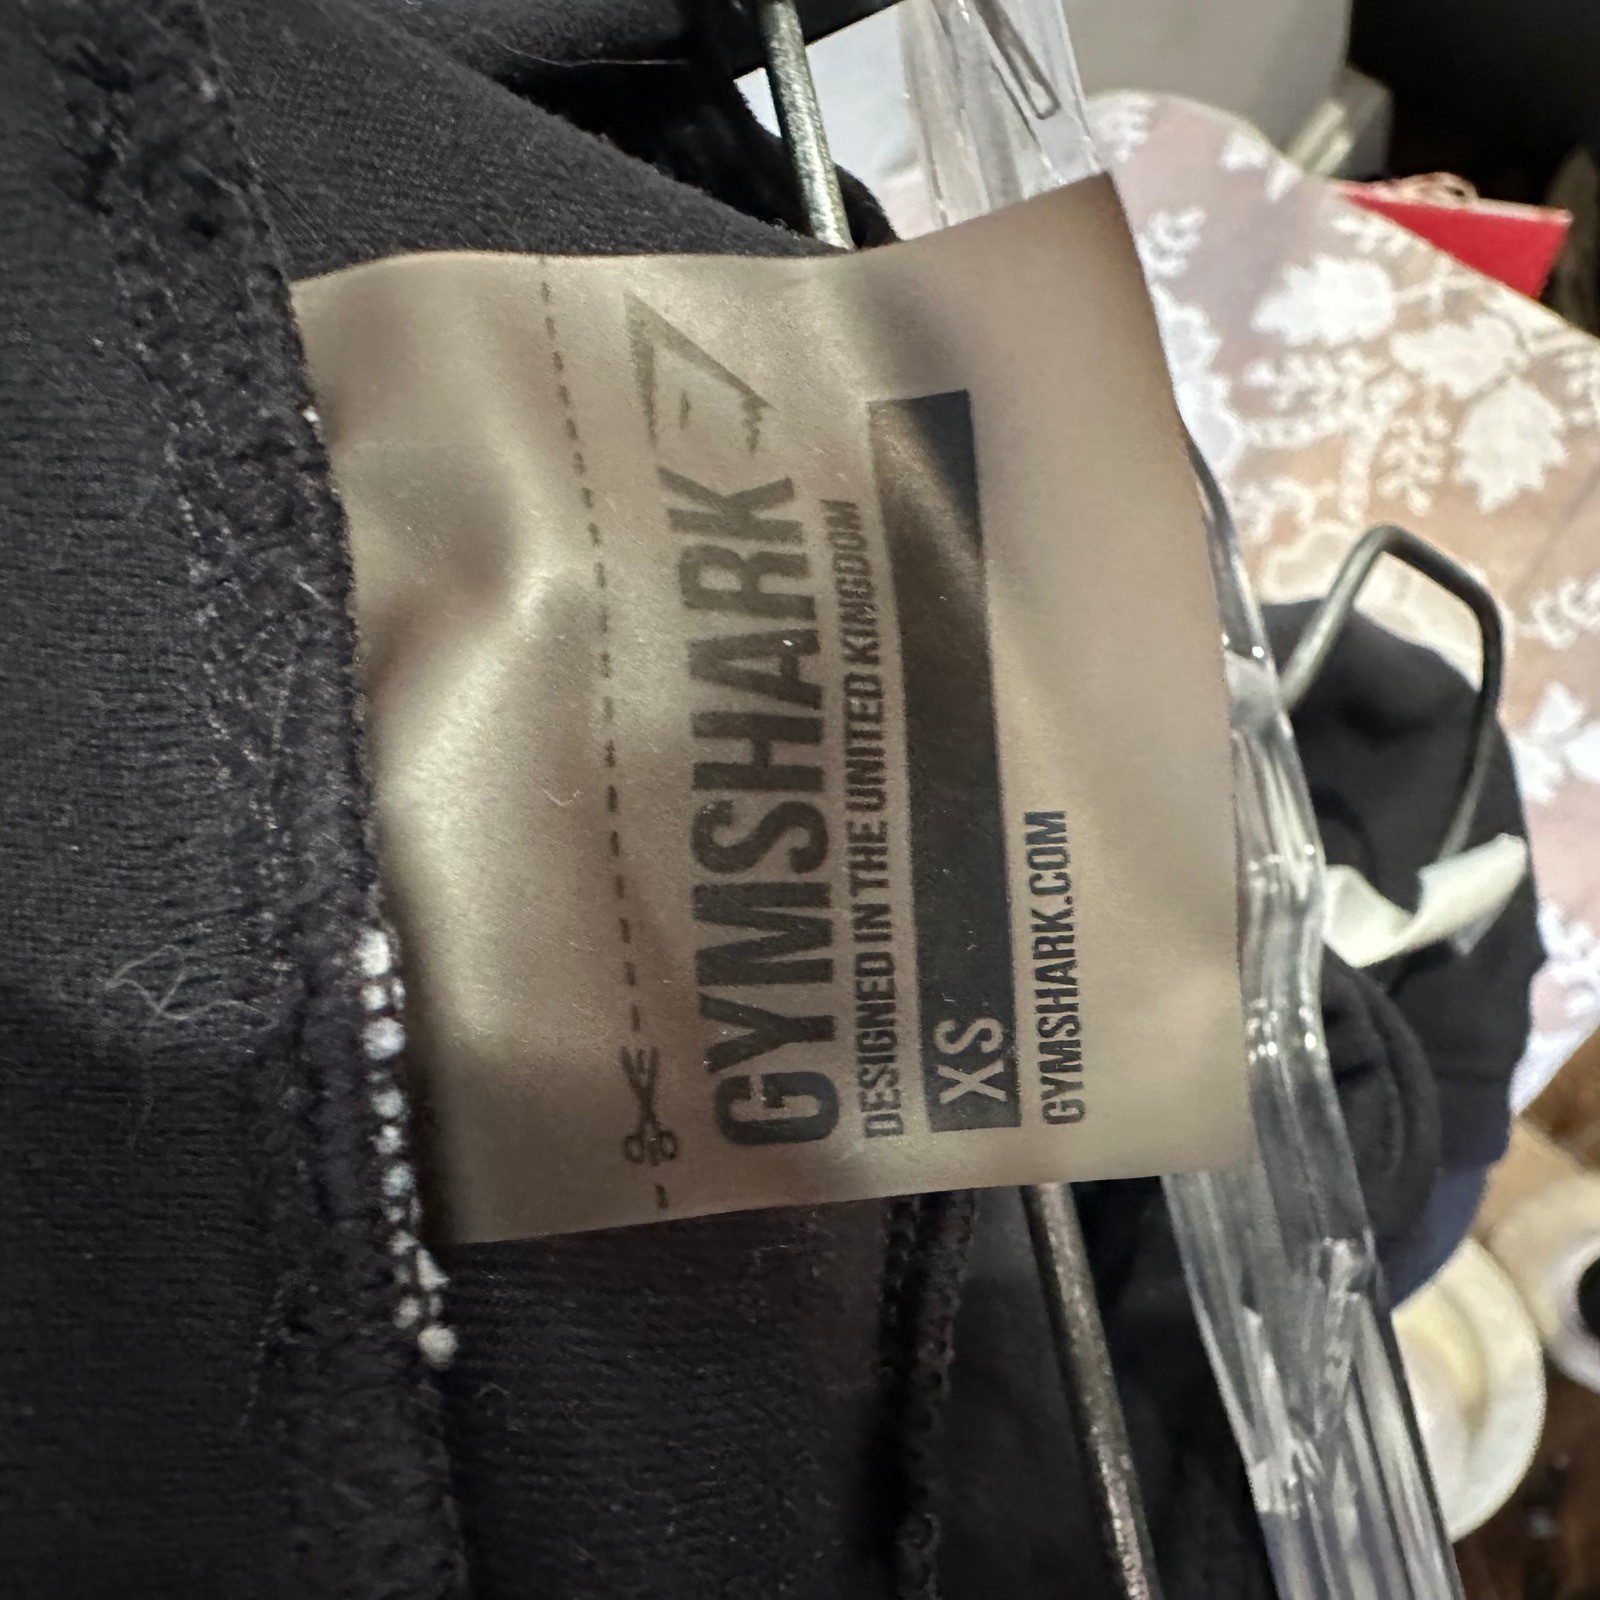 GYMSHARK
DESIGNED IN THE UNITED KINGDOM
XS
GYMSHARK.COM